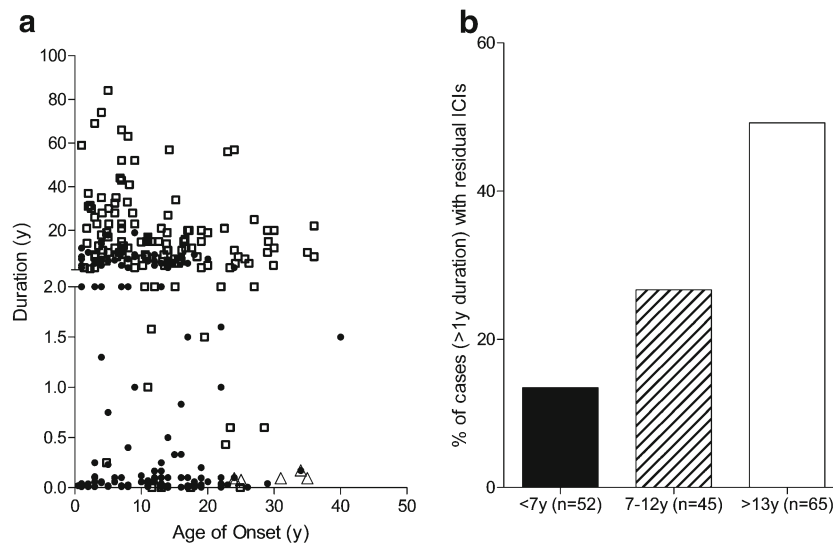 a
100
80
60
40
20
2.0
1.5
1.0
0.5
0.0
0 10 20 30 40 50
Duration (y)
Age of Onset (y)
b
60
40
20
0
% of cases (>1y duration) with residual ICIs
<7y (n=52) 7-12y (n=45) >13y (n=65)